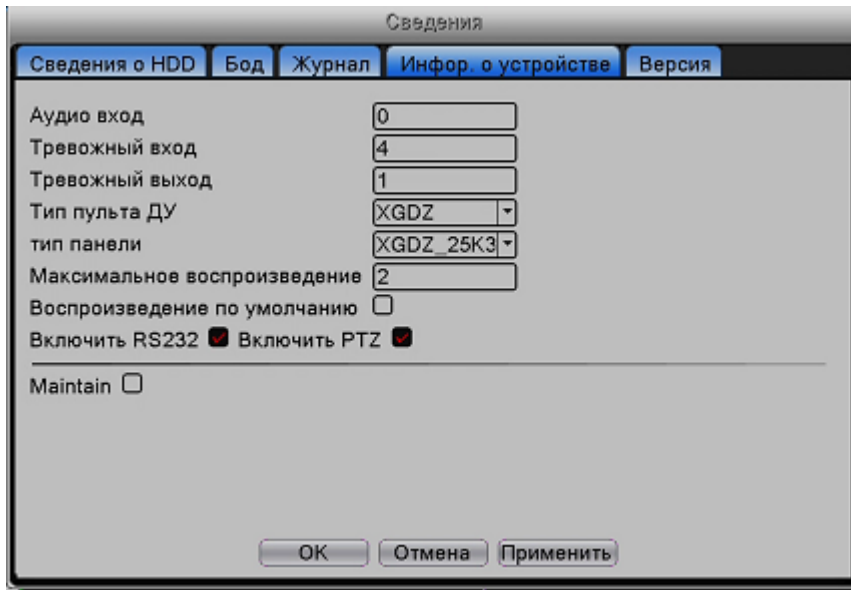 Сведения
Сведения о HDD Бод Журнал Инфор. о устройстве Версия
Аудио вход 0
Тревожный вход 4
Тревожный выход 1
Тип пульта ДУ XGDZ
тип панели XGDZ_25K3
Максимальное воспроизведение 2
Воспроизведение по умолчанию
Включить RS232 Включить PTZ
Maintain
OK Отмена Применить